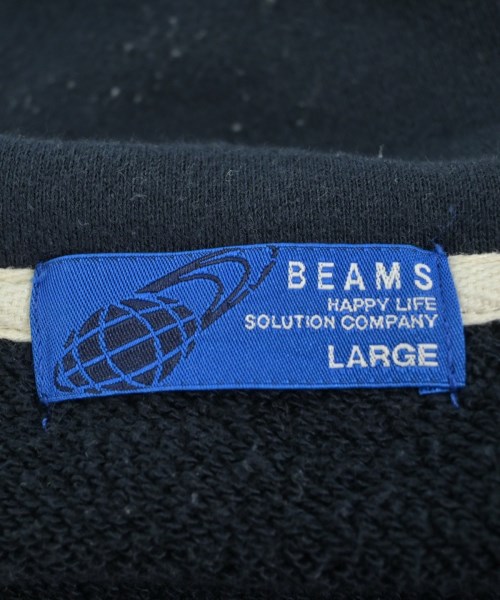 BEAMS
HAPPY LIFE
SOLUTION COMPANY
LARGE